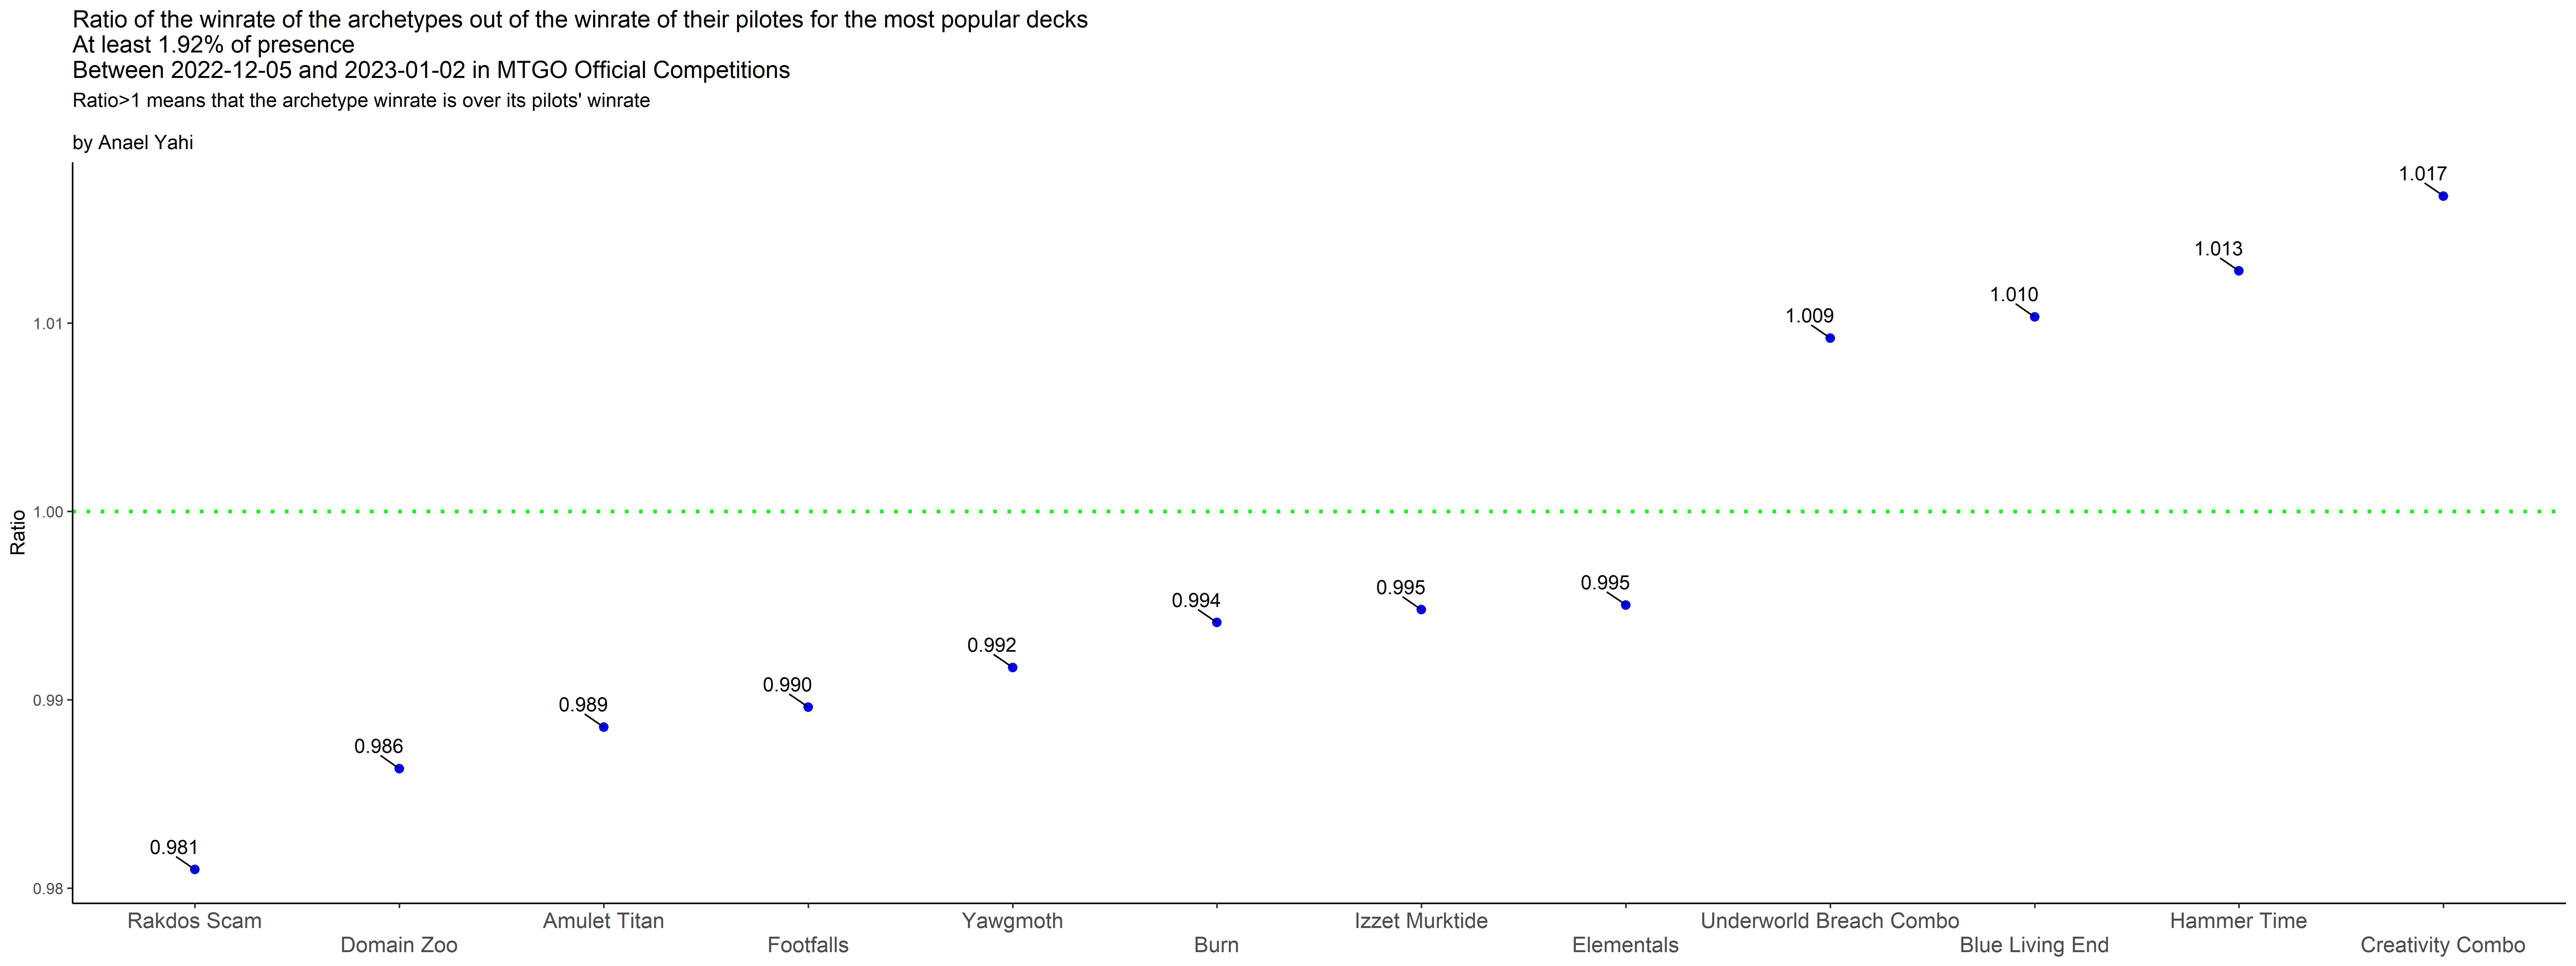 Ratio of the winrate of the archetypes out of the winrate of their pilotes for the most popular decks
At least 1.92% of presence
Between 2022-12-05 and 2023-01-02 in MTGO Official Competitions
Ratio>1 means that the archetype winrate is over its pilots' winrate
by Anael Yahi
1.017
1.013
1.010
1.009
1.01
1.00
Ratio
0.995
0.995
0.994
0.992
0.990
0.99
0.989
0.986
0.981
0.98
Rakdos Scam
Domain Zoo
Amulet Titan
Footfalls
Yawgmoth
Burn
Izzet Murktide
Elementals
Underworld Breach Combo
Blue Living End
Hammer Time
Creativity Combo